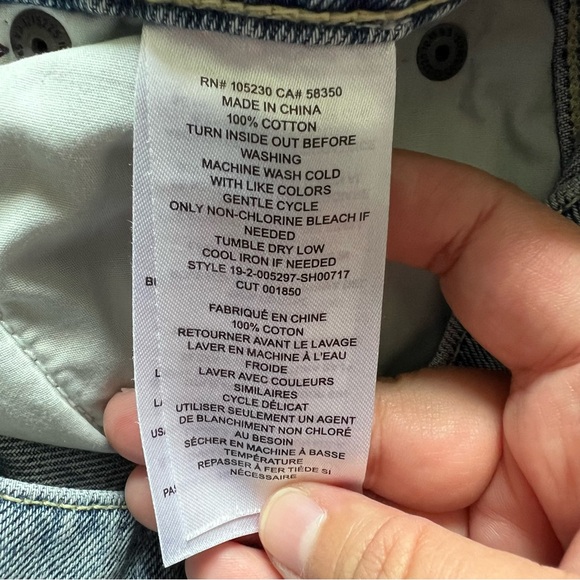 RN# 105230 CA# 58350
MADE IN CHINA
100% COTTON
TURN INSIDE OUT BEFORE
WASHING
MACHINE WASH COLD
WITH LIKE COLORS
GENTLE CYCLE
ONLY NON-CHLORINE BLEACH IF
NEEDED
TUMBLE DRY LOW
COOL IRON IF NEEDED
STYLE 19-2-005297-SH00717
CUT 001850
FABRIQUÉ EN CHINE
100% COTON
RETOURNER AVANT LE LAVAGE
LAVER EN MACHINE À L'EAU
FROIDE
LAVER AVEC COULEURS
SIMILAIRES
CYCLE DÉLICAT
UTILISER SEULEMENT UN AGENT
DE BLANCHIMENT NON CHLORÉ
AU BESOIN
SÉCHER EN MACHINE À BASSE
TEMPÉRATURE
REPASSER À FER TIÈDE SI
NÉCESSAIRE